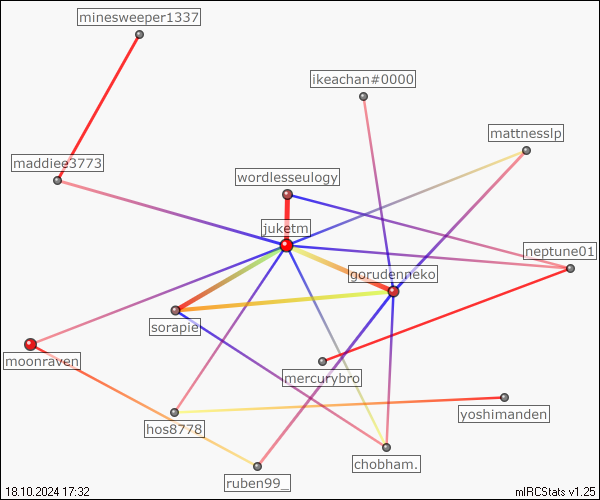 minesweeper1337
ikeachan#0000
mattnesslp
maddiee3773
wordlesseulogy
juketm
neptune01
gorudenneko
sorapie
moonraven
mercurybro
yoshimanden
hos8778
chobham.
ruben99_
18.10.2024 17:32
mIRCStats v1.25